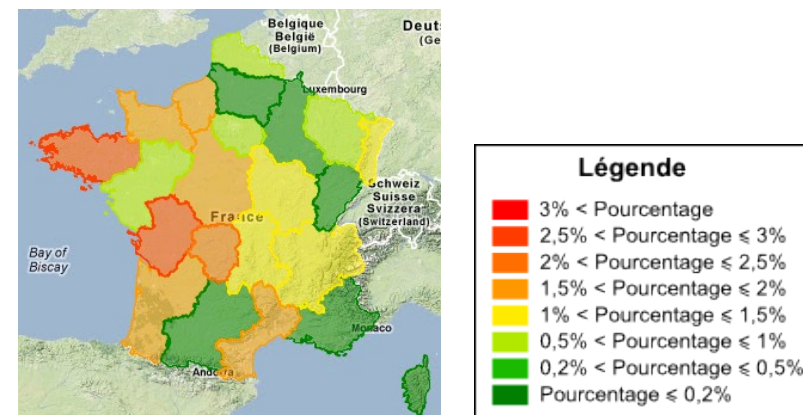 Belgique
België
(Belgium)
Deut
(Ge
Luxembourg
Schweiz
Suisse
Svizzera
(Switzerland)
France
Bay of
Biscay
Monaco
Andorra
Légende
3% < Pourcentage
2,5% < Pourcentage ⩽ 3%
2% < Pourcentage ⩽ 2,5%
1,5% < Pourcentage ⩽ 2%
1% < Pourcentage ⩽ 1,5%
0,5% < Pourcentage ⩽ 1%
0,2% < Pourcentage ⩽ 0,5%
Pourcentage ⩽ 0,2%